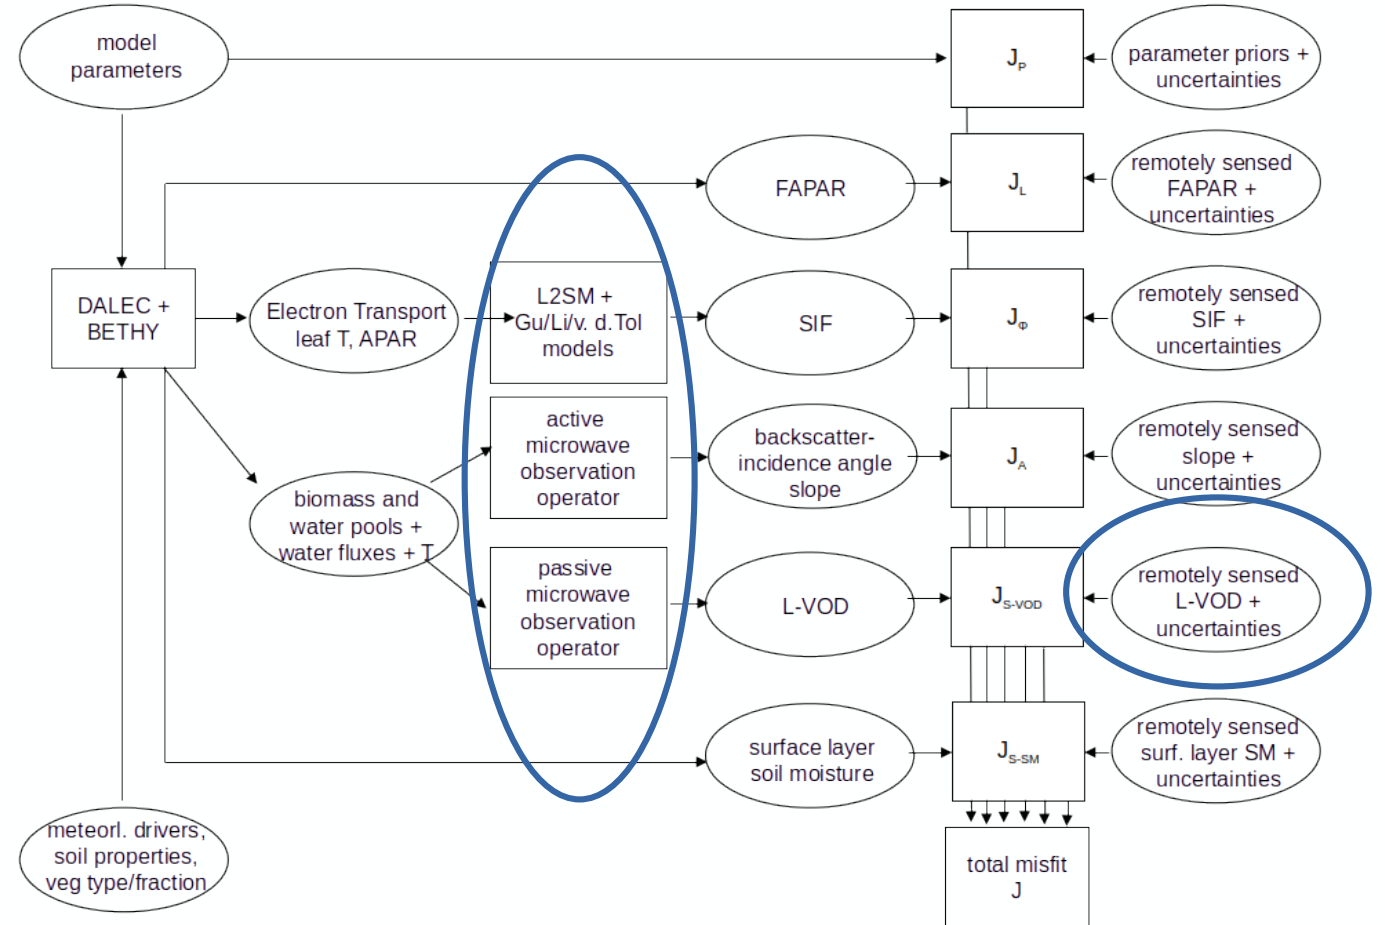 model
parameters
J_P
parameter priors +
uncertainties
FAPAR
J_L
remotely sensed
FAPAR +
uncertainties
DALEC +
BETHY
Electron Transport
leaf T, APAR
L2SM +
Gu/Li/v. d.Tol
models
SIF
J_Φ
remotely sensed
SIF +
uncertainties
active
microwave
observation
operator
backscatter-
incidence angle
slope
J_A
remotely sensed
slope +
uncertainties
biomass and
water pools +
water fluxes + T
passive
microwave
observation
operator
L-VOD
J_S-VOD
remotely sensed
L-VOD +
uncertainties
surface layer
soil moisture
J_S-SM
remotely sensed
surf. layer SM +
uncertainties
meteorl. drivers,
soil properties,
veg type/fraction
total misfit
J